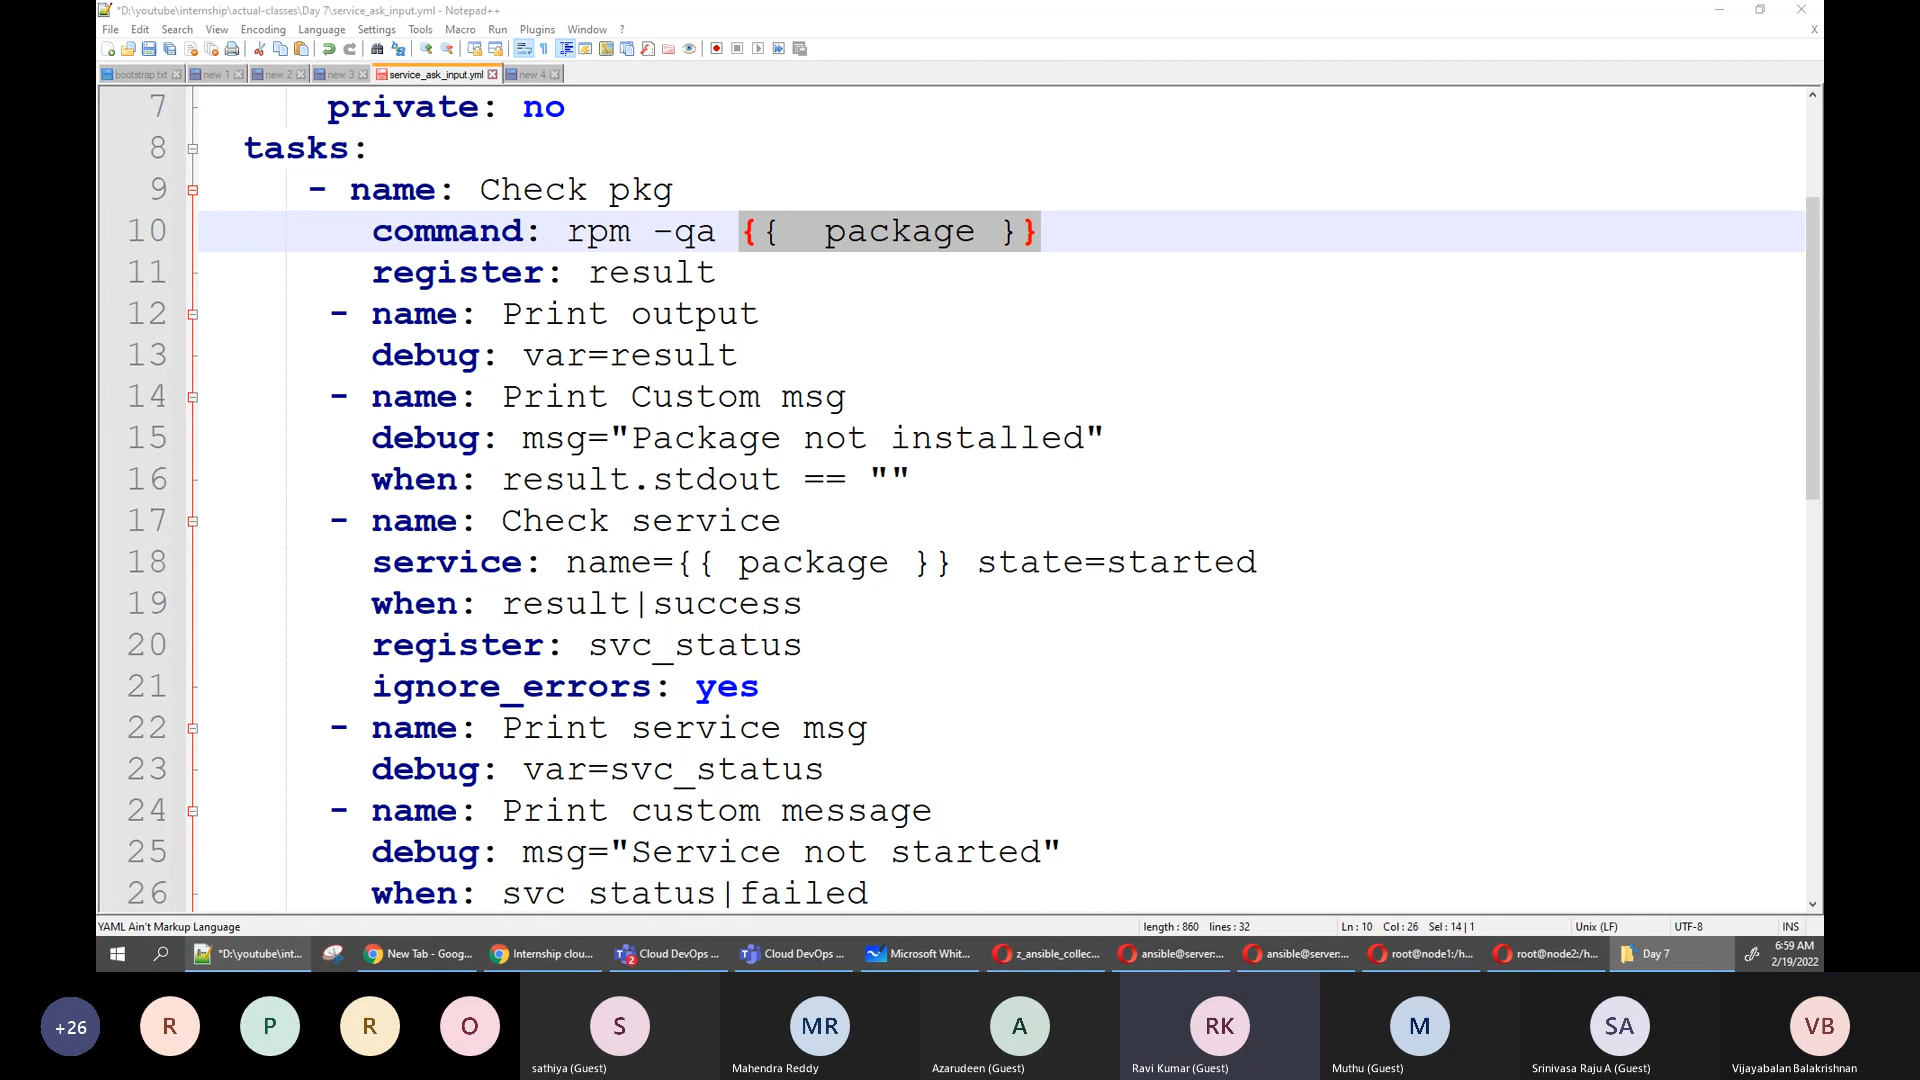 *D:\youtube\internship\actual-classes\Day 7\service_ask_input.yml - Notepad++
File Edit Search View Encoding Language Settings Tools Macro Run Plugins Window ? X
bootstrap.txt new 1 new 2 new 3 service_ask_input.yml new 4
7 private: no
8 tasks:
9 - name: Check pkg
10 command: rpm -qa {{  package }}
11 register: result
12 - name: Print output
13 debug: var=result
14 - name: Print Custom msg
15 debug: msg="Package not installed"
16 when: result.stdout == ""
17 - name: Check service
18 service: name={{ package }} state=started
19 when: result|success
20 register: svc_status
21 ignore_errors: yes
22 - name: Print service msg
23 debug: var=svc_status
24 - name: Print custom message
25 debug: msg="Service not started"
26 when: svc status|failed
YAML Ain't Markup Language length : 860 lines : 32 Ln : 10 Col : 26 Sel : 14 | 1 Unix (LF) UTF-8 INS
*D:\youtube\int... New Tab - Goog... Internship clou... 2 Cloud DevOps ... Cloud DevOps ... Microsoft Whit... z_ansible_collec... ansible@server:... ansible@server:... root@node1:/h... root@node2:/h... Day 7 6:59 AM
2/19/2022
+26 R P R O S MR A RK M SA VB
sathiya (Guest) Mahendra Reddy Azarudeen (Guest) Ravi Kumar (Guest) Muthu (Guest) Srinivasa Raju A (Guest) Vijayabalan Balakrishnan